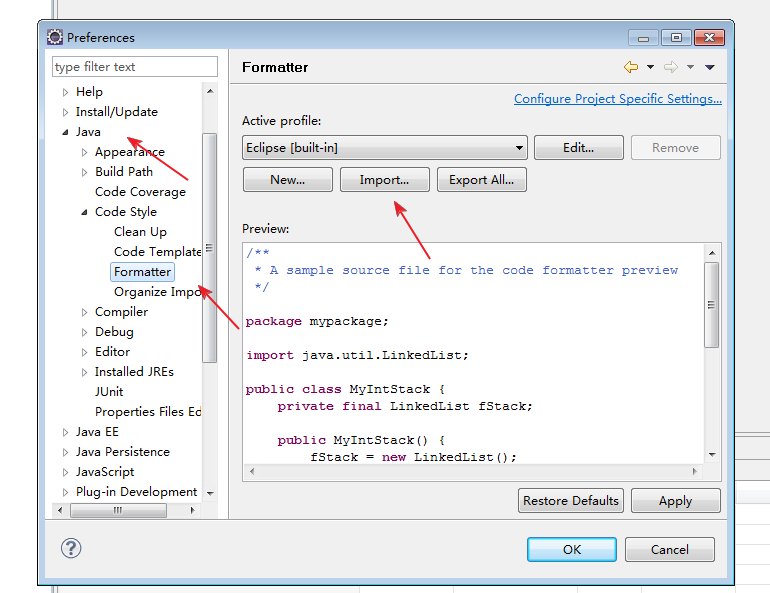 Preferences
type filter text
Help
Install/Update
Java
Appearance
Build Path
Code Coverage
Code Style
Clean Up
Code Template
Formatter
Organize Impo
Compiler
Debug
Editor
Installed JREs
JUnit
Properties Files Ed
Java EE
Java Persistence
JavaScript
Plug-in Development
Formatter
Configure Project Specific Settings...
Active profile:
Eclipse [built-in]
Edit...
Remove
New...
Import...
Export All...
Preview:
/**
 * A sample source file for the code formatter preview
 */
package mypackage;
import java.util.LinkedList;
public class MyIntStack {
    private final LinkedList fStack;
    public MyIntStack() {
        fStack = new LinkedList();
Restore Defaults
Apply
?
OK
Cancel